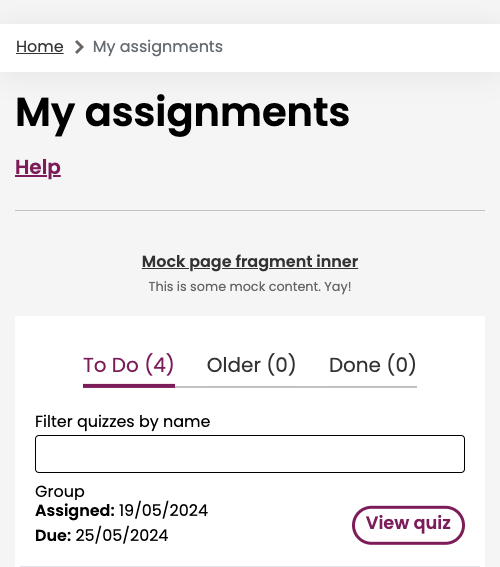 Home > My assignments
My assignments
Help
Mock page fragment inner
This is some mock content. Yay!
To Do (4) Older (0) Done (0)
Filter quizzes by name
Group
Assigned: 19/05/2024
Due: 25/05/2024
View quiz